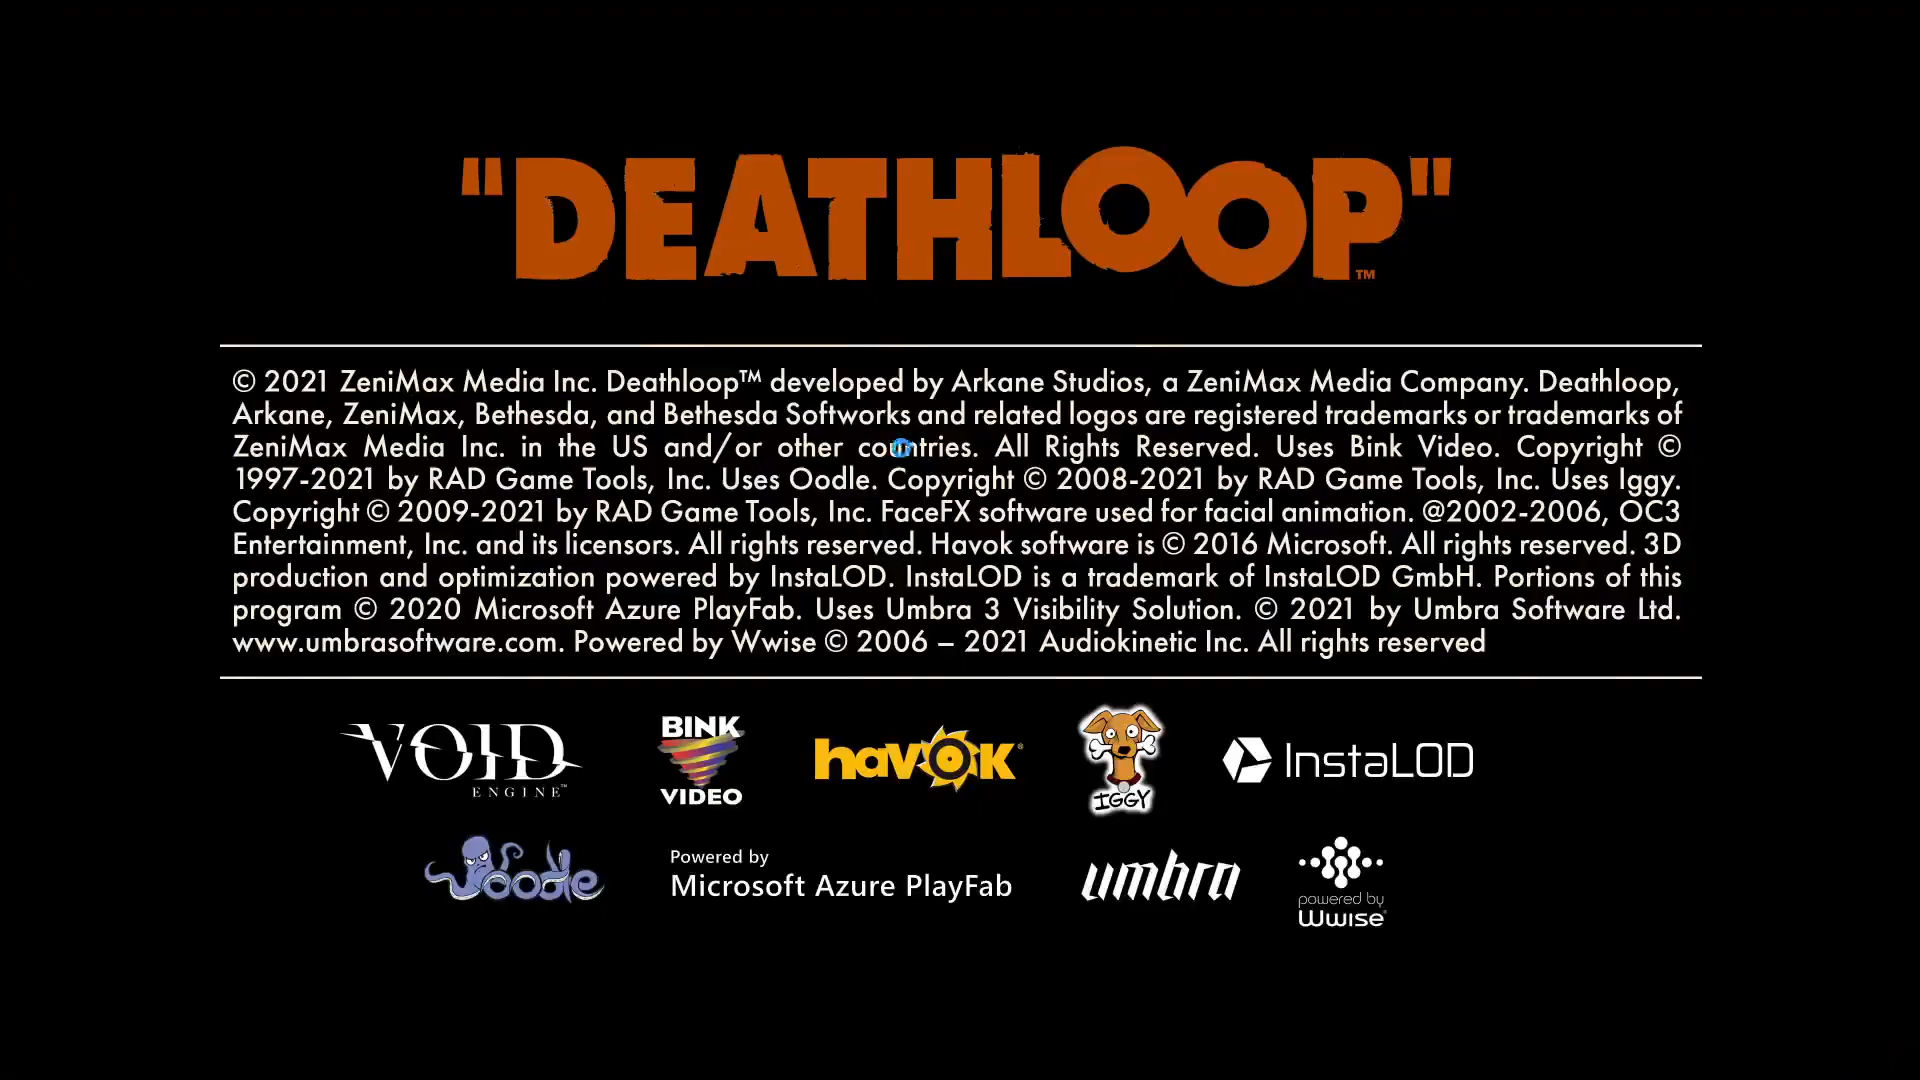 "DEATHLOOP"
TM
© 2021 ZeniMax Media Inc. Deathloop™ developed by Arkane Studios, a ZeniMax Media Company. Deathloop,
Arkane, ZeniMax, Bethesda, and Bethesda Softworks and related logos are registered trademarks or trademarks of
ZeniMax Media Inc. in the US and/or other countries. All Rights Reserved. Uses Bink Video. Copyright ©
1997-2021 by RAD Game Tools, Inc. Uses Oodle. Copyright © 2008-2021 by RAD Game Tools, Inc. Uses Iggy.
Copyright © 2009-2021 by RAD Game Tools, Inc. FaceFX software used for facial animation. @2002-2006, OC3
Entertainment, Inc. and its licensors. All rights reserved. Havok software is © 2016 Microsoft. All rights reserved. 3D
production and optimization powered by InstaLOD. InstaLOD is a trademark of InstaLOD GmbH. Portions of this
program © 2020 Microsoft Azure PlayFab. Uses Umbra 3 Visibility Solution. © 2021 by Umbra Software Ltd.
www.umbrasoftware.com. Powered by Wwise © 2006 – 2021 Audiokinetic Inc. All rights reserved
VOID
ENGINE™
BINK
VIDEO
havok®
IGGY
InstaLOD
oodle
Powered by
Microsoft Azure PlayFab
umbra
powered by
Wwise®